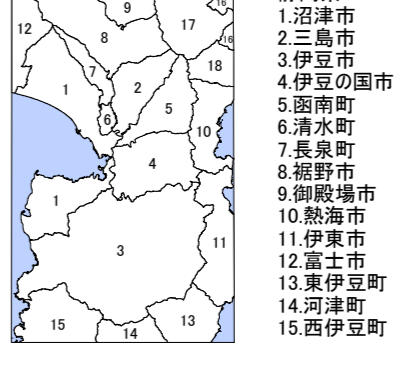 9
16
17
12
8
16
18
7
2
1
5
6
10
4
1
3
11
15
14
13
1.沼津市
2.三島市
3.伊豆市
4.伊豆の国市
5.函南町
6.清水町
7.長泉町
8.裾野市
9.御殿場市
10.熱海市
11.伊東市
12.富士市
13.東伊豆町
14.河津町
15.西伊豆町